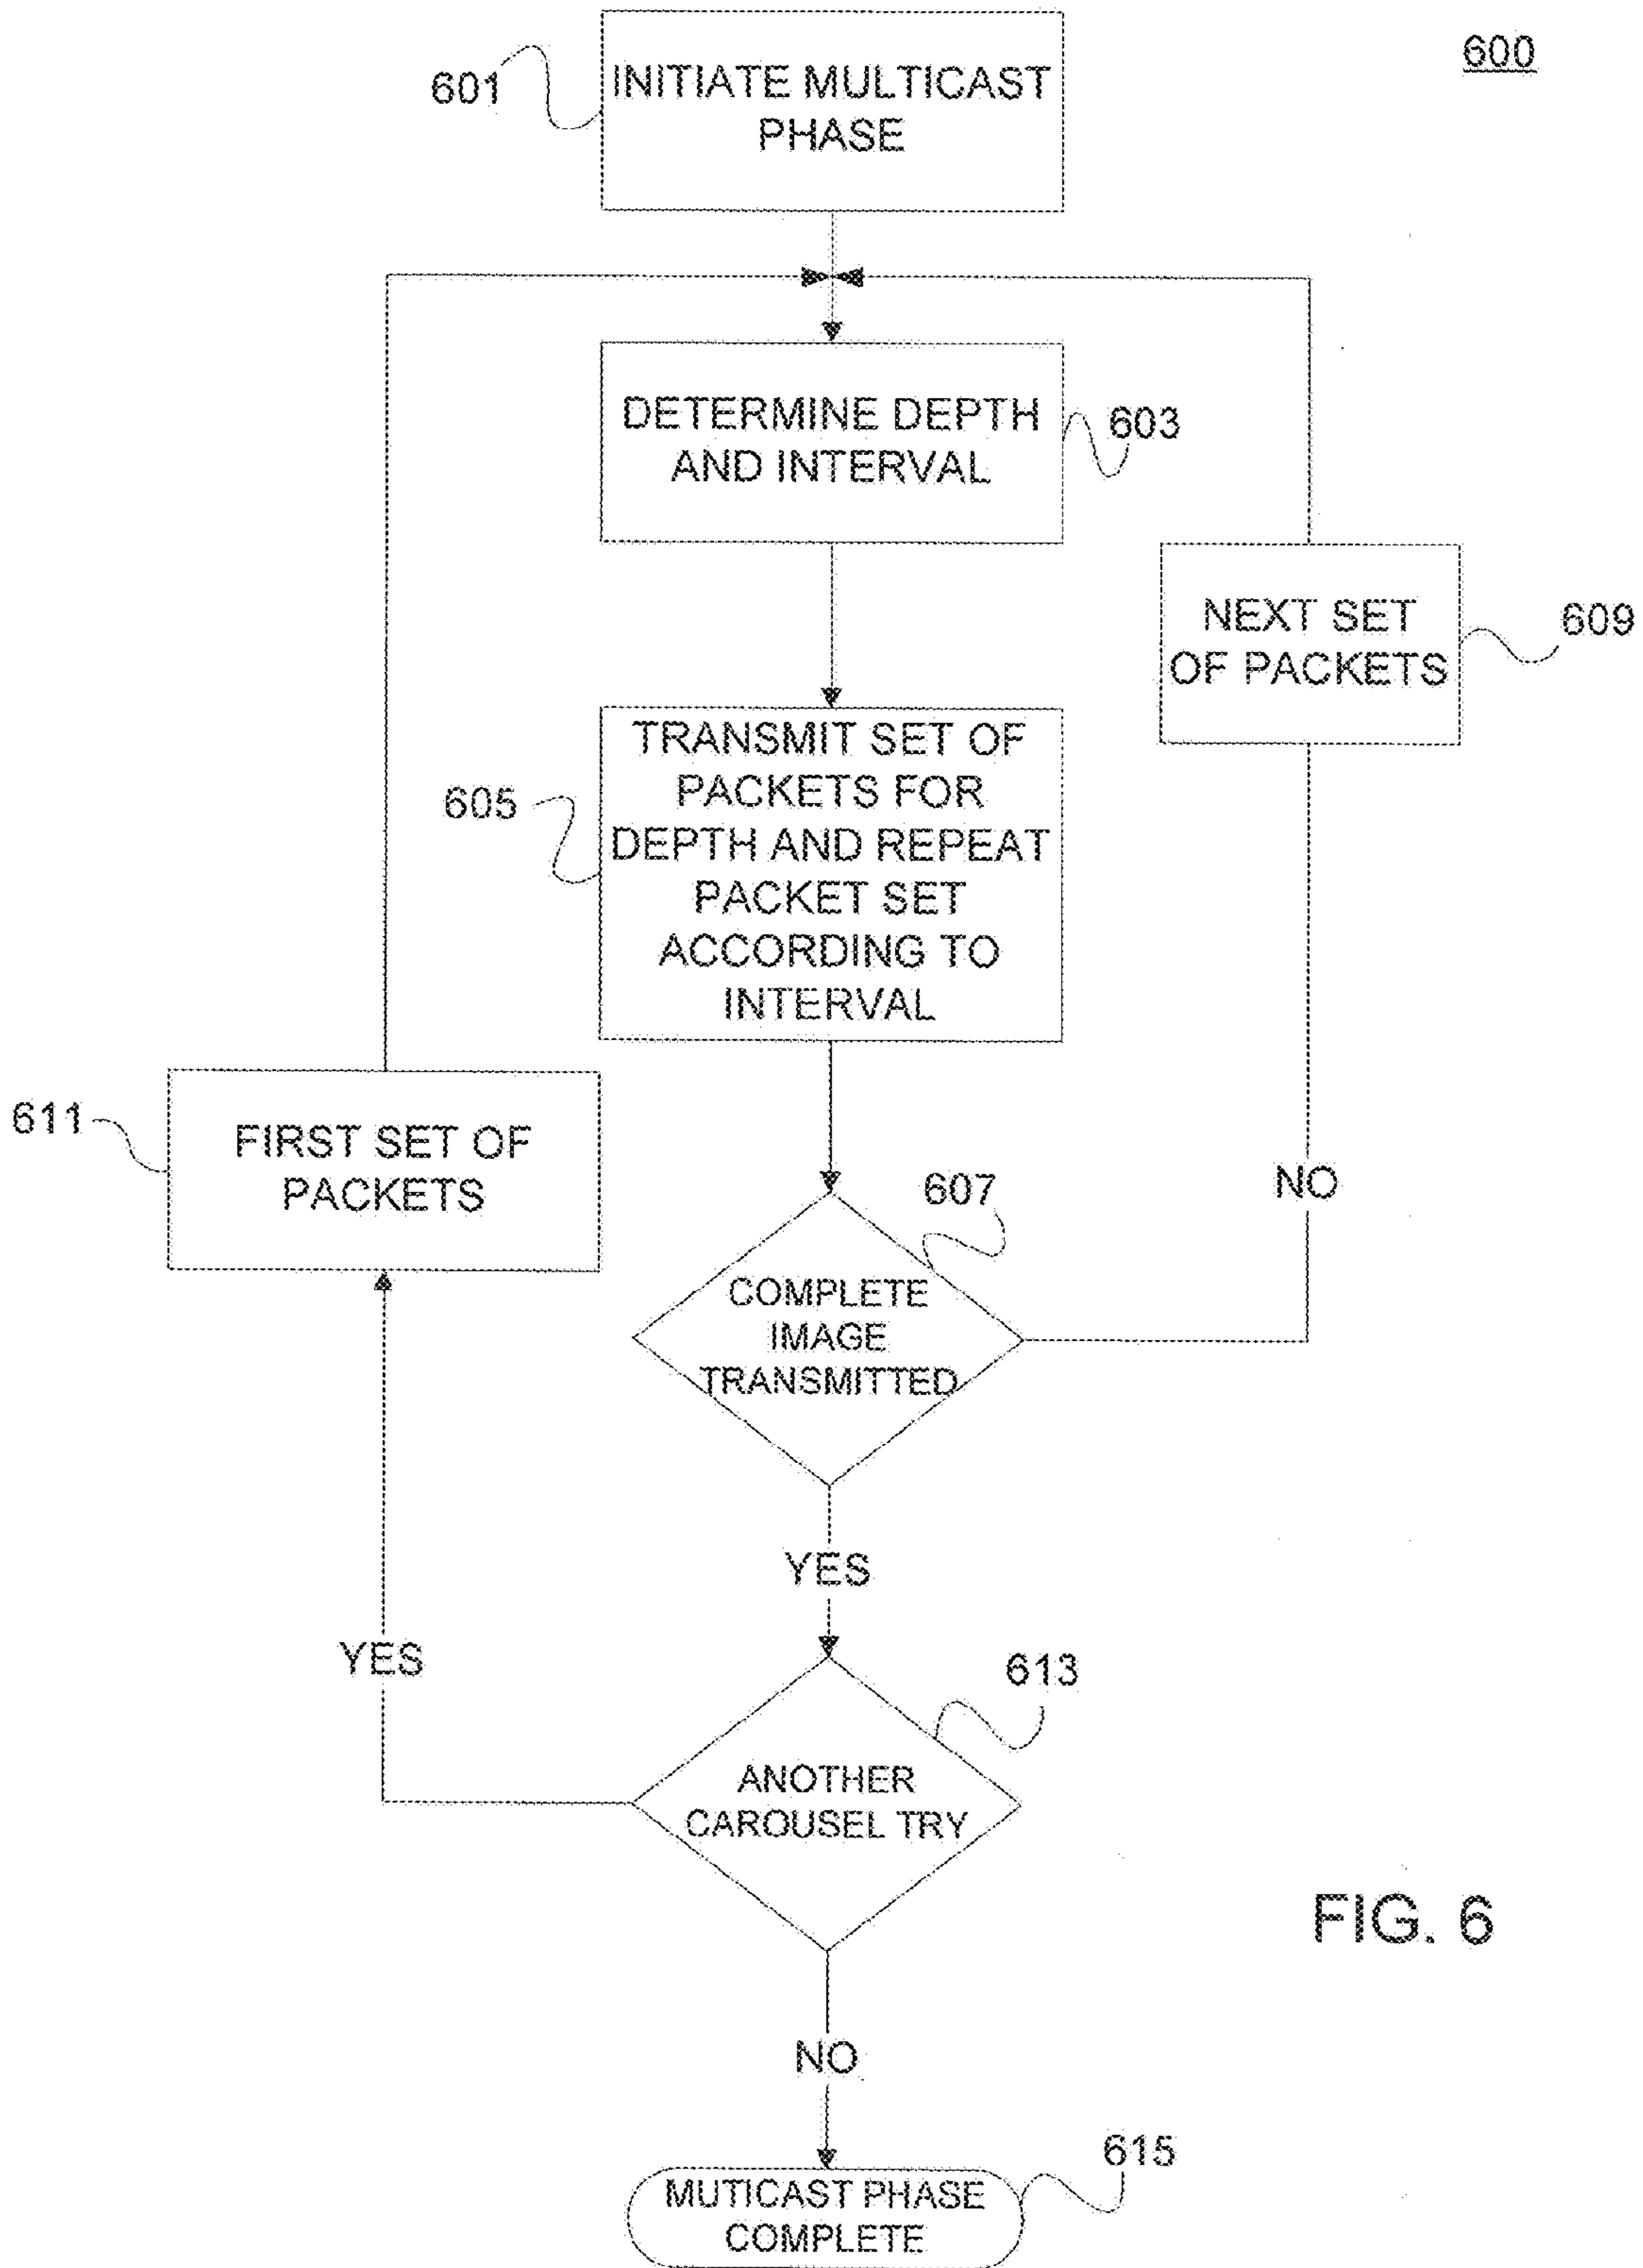 600
601
INITIATE MULTICAST
PHASE
DETERMINE DEPTH
AND INTERVAL
603
NEXT SET
OF PACKETS
609
605
TRANSMIT SET OF
PACKETS FOR
DEPTH AND REPEAT
PACKET SET
ACCORDING TO
INTERVAL
611
FIRST SET OF
PACKETS
607
NO
COMPLETE
IMAGE
TRANSMITTED
YES
YES
613
ANOTHER
CAROUSEL TRY
FIG. 6
NO
615
MUTICAST PHASE
COMPLETE